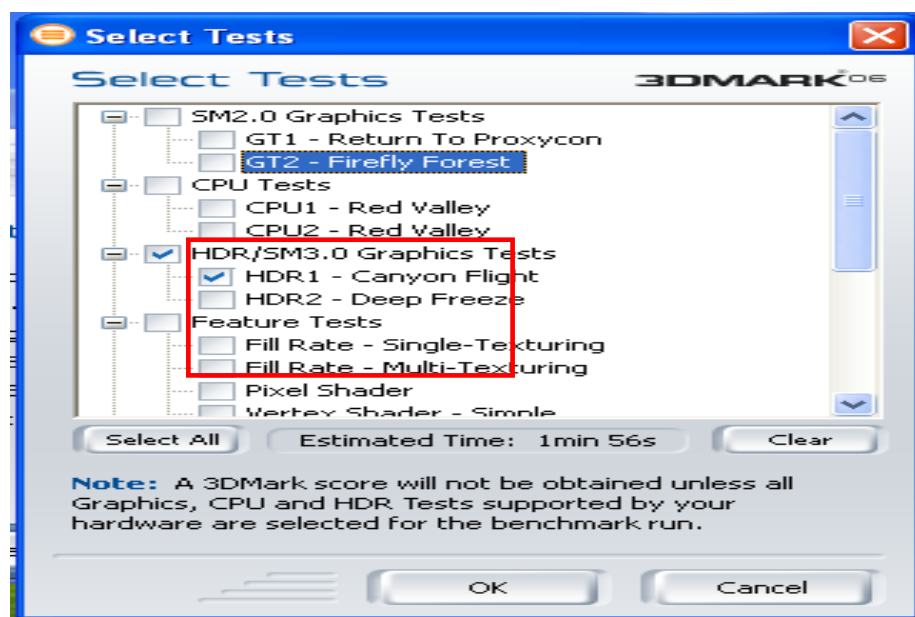 Select Tests
Select Tests
3DMARK®06
SM2.0 Graphics Tests
GT1 - Return To Proxycon
GT2 - Firefly Forest
CPU Tests
CPU1 - Red Valley
CPU2 - Red Valley
HDR/SM3.0 Graphics Tests
HDR1 - Canyon Flight
HDR2 - Deep Freeze
Feature Tests
Fill Rate - Single-Texturing
Fill Rate - Multi-Texturing
Pixel Shader
Vertex Shader - Simple
Select All
Estimated Time: 1min 56s
Clear
Note: A 3DMark score will not be obtained unless all
Graphics, CPU and HDR Tests supported by your
hardware are selected for the benchmark run.
OK
Cancel